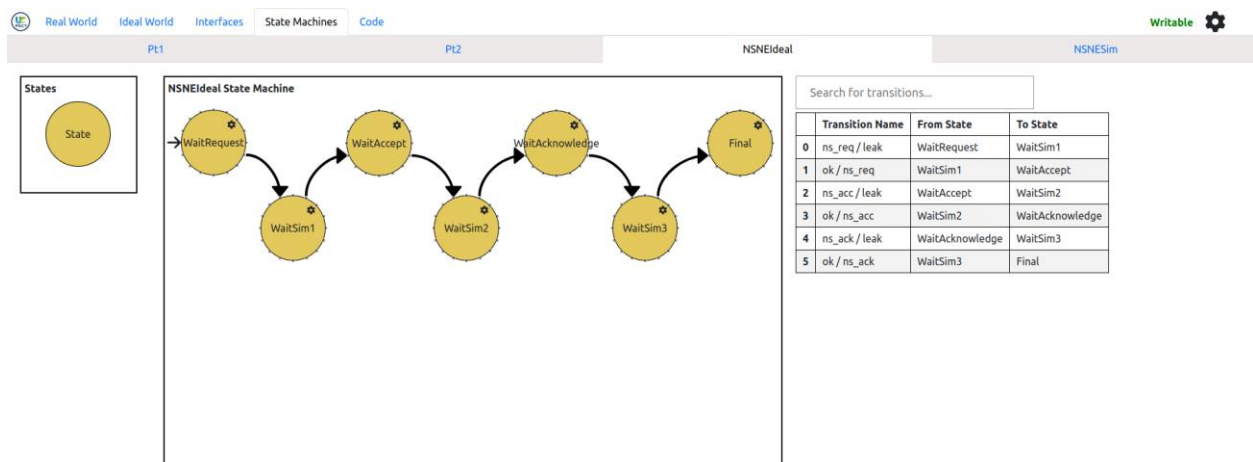 Real World Ideal World Interfaces State Machines Code Writable
Pt1 Pt2 NSNEIdeal NSNESim
States
State
NSNEIdeal State Machine
WaitRequest WaitAccept WaitAcknowledge Final
WaitSim1 WaitSim2 WaitSim3
Search for transitions...
Transition Name From State To State
0 ns_req / leak WaitRequest WaitSim1
1 ok / ns_req WaitSim1 WaitAccept
2 ns_acc / leak WaitAccept WaitSim2
3 ok / ns_acc WaitSim2 WaitAcknowledge
4 ns_ack / leak WaitAcknowledge WaitSim3
5 ok / ns_ack WaitSim3 Final